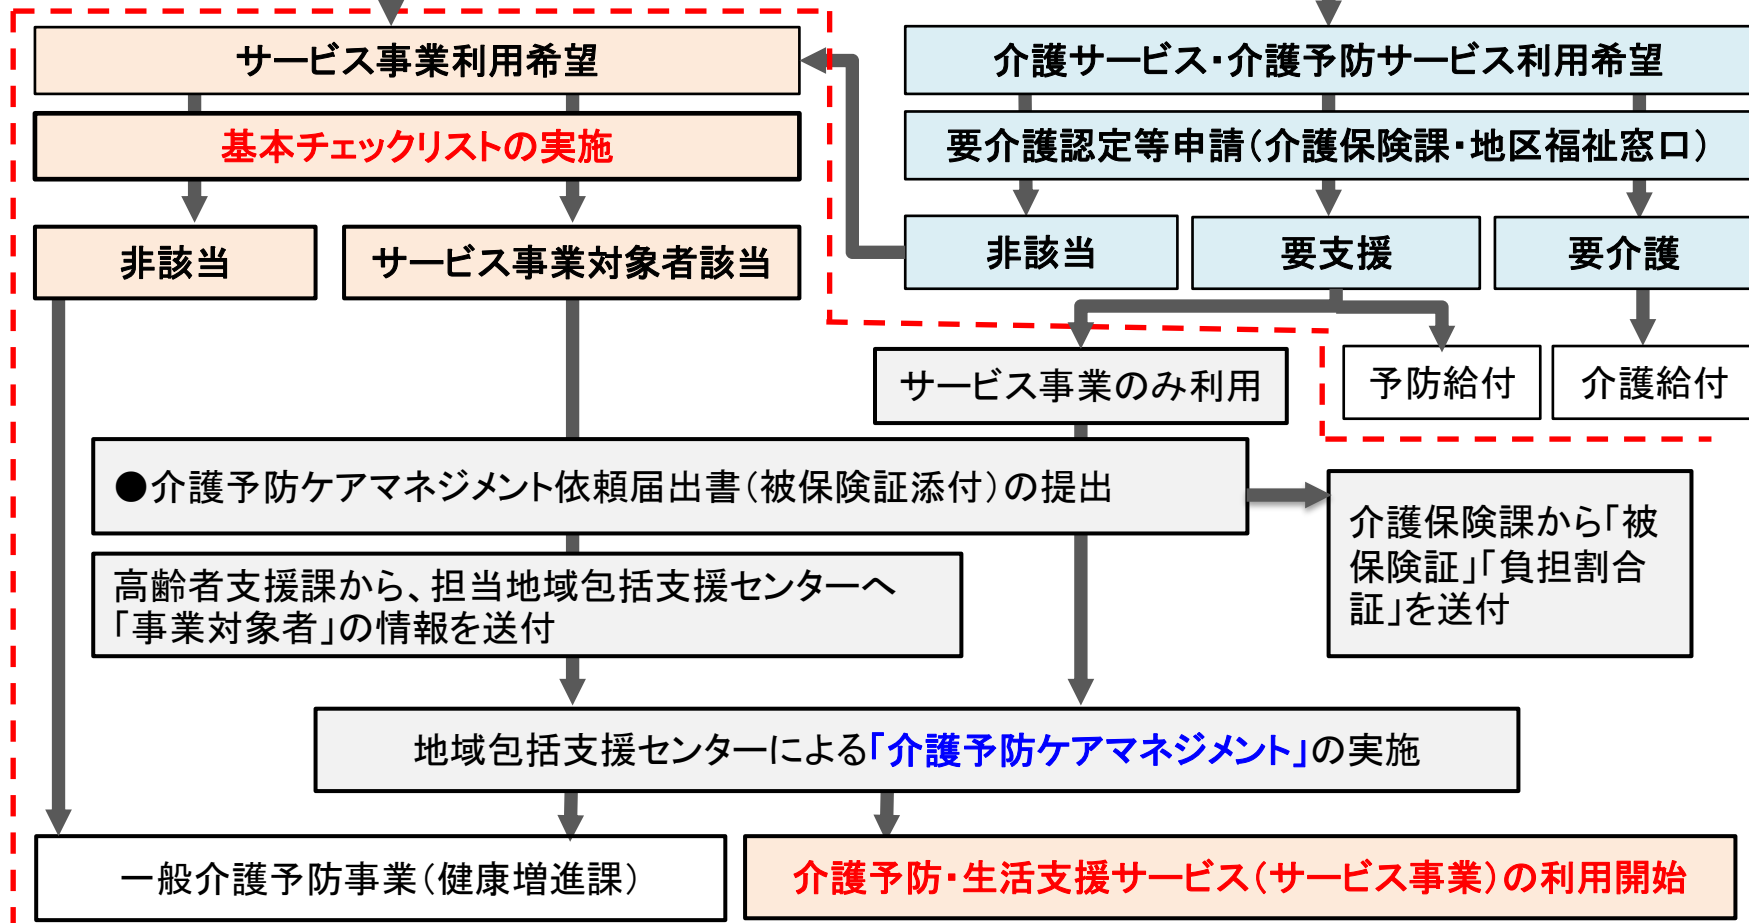 サービス事業利用希望
介護サービス・介護予防サービス利用希望
基本チェックリストの実施
要介護認定等申請（介護保険課・地区福祉窓口）
非該当
サービス事業対象者該当
非該当
要支援
要介護
サービス事業のみ利用
予防給付
介護給付
●介護予防ケアマネジメント依頼届出書（被保険証添付）の提出
介護保険課から「被
保険証」「負担割合
証」を送付
高齢者支援課から、担当地域包括支援センターへ
「事業対象者」の情報を送付
地域包括支援センターによる「介護予防ケアマネジメント」の実施
一般介護予防事業（健康増進課）
介護予防・生活支援サービス（サービス事業）の利用開始